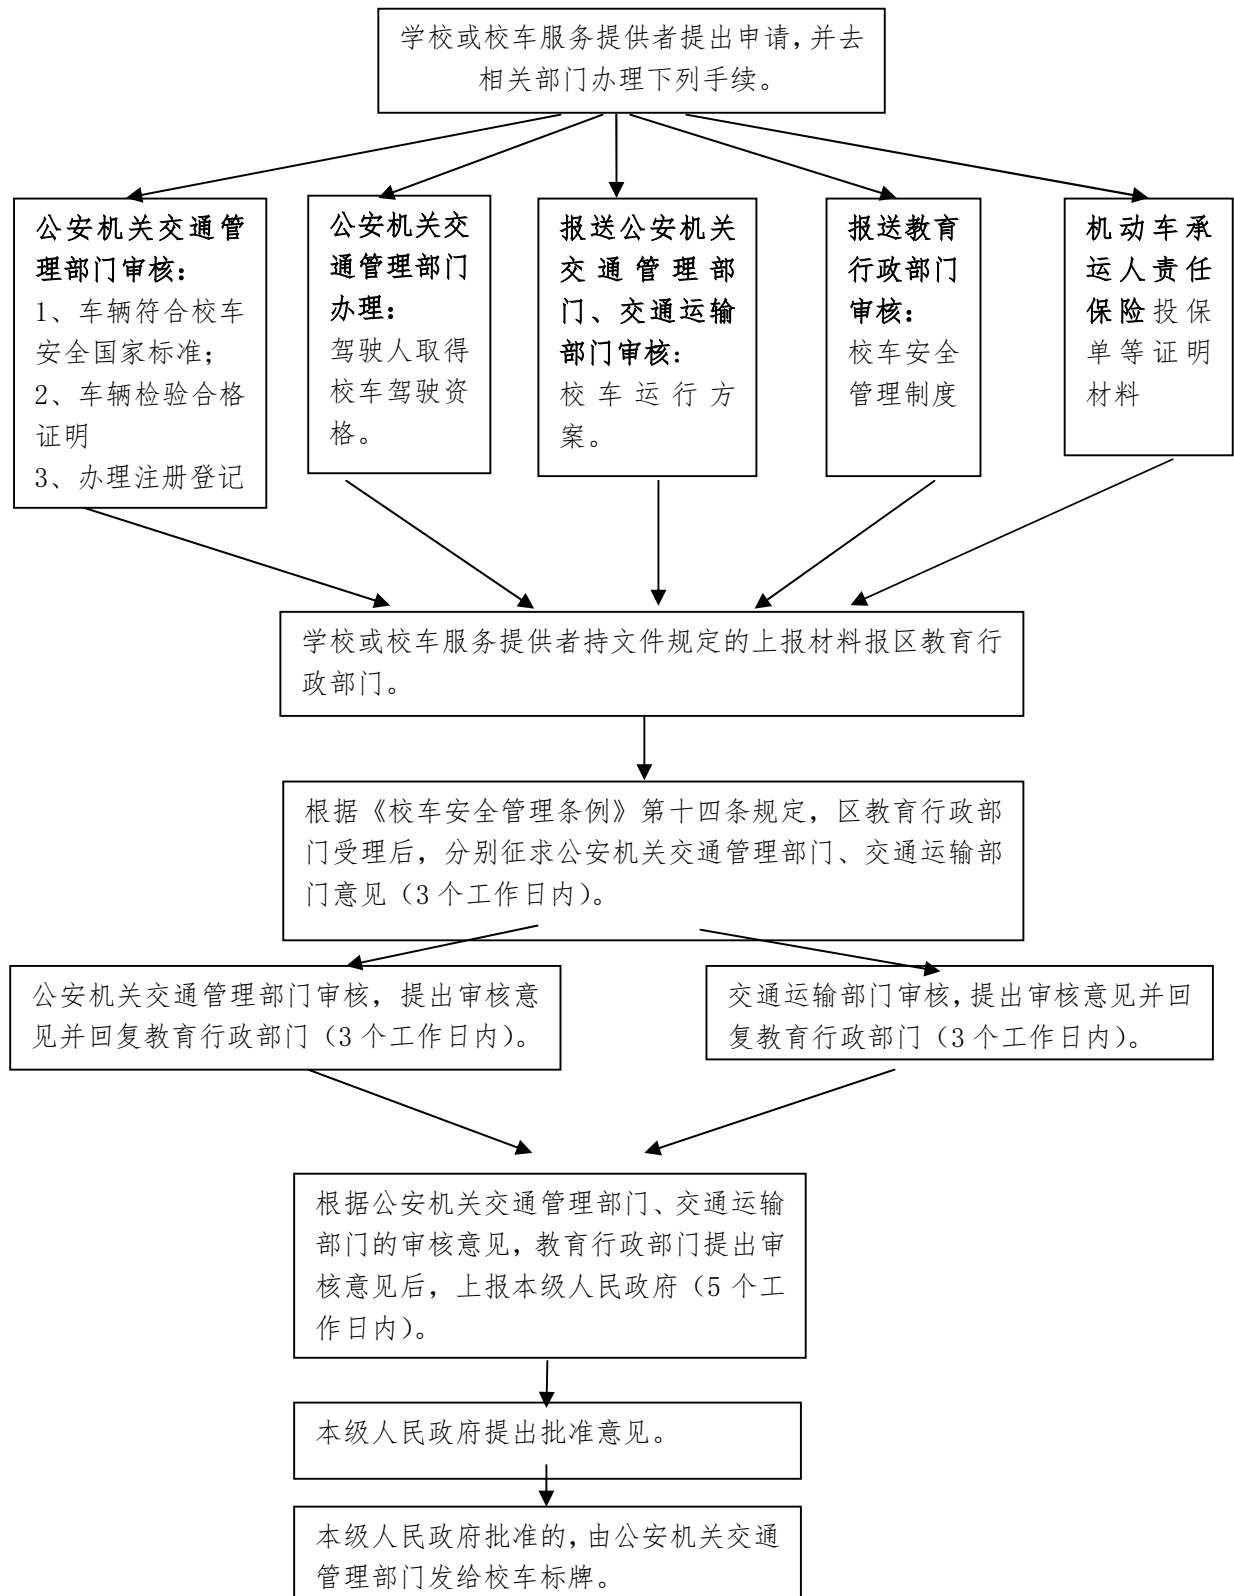 学校或校车服务提供者提出申请,并去
相关部门办理下列手续。
公安机关交通管
理部门审核：
1、车辆符合校车
安全国家标准；
2、车辆检验合格
证明
3、办理注册登记
公安机关交
通管理部门
办理：
驾驶人取得
校车驾驶资
格。
报送公安机关
交通管理部
门、交通运输
部门审核:
校车运行方
案。
报送教育
行政部门
审核：
校车安全
管理制度
机动车承
运人责任
保险投保
单等证明
材料
学校或校车服务提供者持文件规定的上报材料报区教育行
政部门。
根据《校车安全管理条例》第十四条规定，区教育行政部
门受理后，分别征求公安机关交通管理部门、交通运输部
门意见（3 个工作日内）。
公安机关交通管理部门审核，提出审核意
见并回复教育行政部门（3 个工作日内）。
交通运输部门审核,提出审核意见并回
复教育行政部门（3 个工作日内）。
根据公安机关交通管理部门、交通运输
部门的审核意见,教育行政部门提出审
核意见后，上报本级人民政府（5 个工
作日内）。
本级人民政府提出批准意见。
本级人民政府批准的,由公安机关交通
管理部门发给校车标牌。